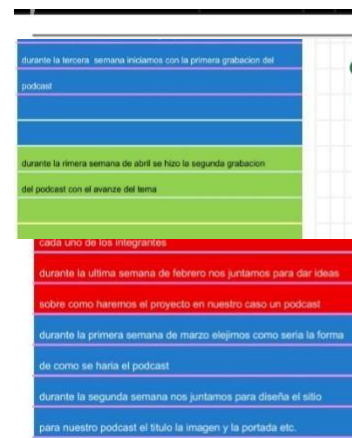 durante la tercera semana iniciamos con la primera grabacion del
podcast
durante la rimera semana de abril se hizo la segunda grabacion
del podcast con el avanze del tema
cada uno de los integrantes
durante la ultima semana de febrero nos juntamos para dar ideas
sobre como haremos el proyecto en nuestro caso un podcast
durante la primera semana de marzo elejimos como seria la forma
de como se haria el podcast
durante la segunda semana nos juntamos para diseña el sitio
para nuestro podcast el titulo la imagen y la portada etc.